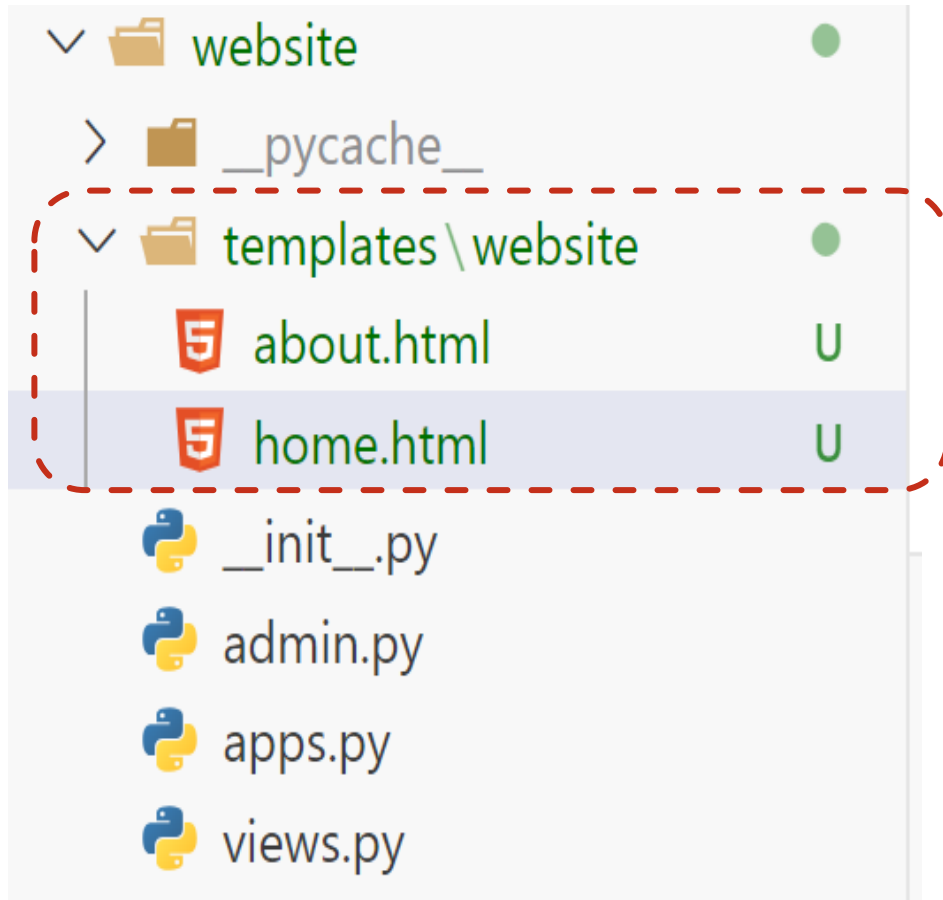 website
__pycache__
templates\website
about.html U
home.html U
__init__.py
admin.py
apps.py
views.py